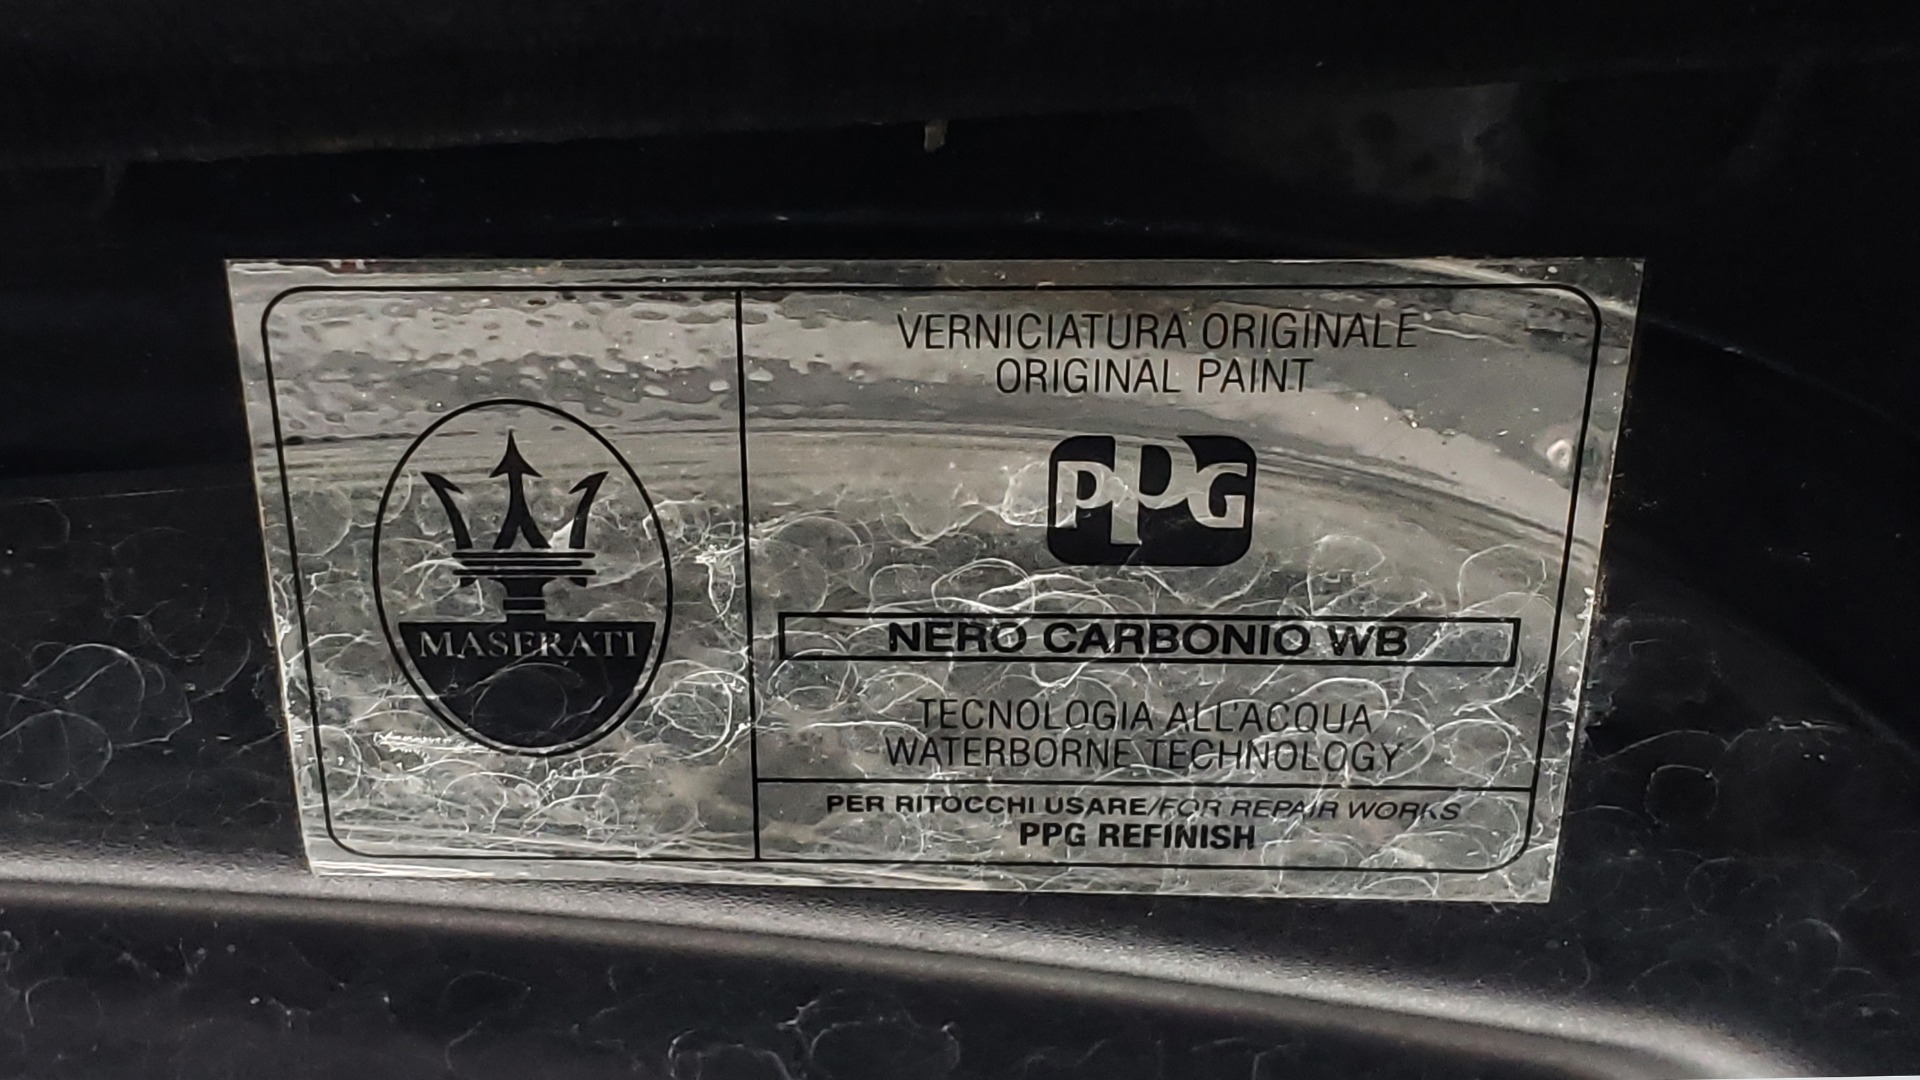 MASERATI
VERNICIATURA ORIGINALE
ORIGINAL PAINT
PPG
NERO CARBONIO WB
TECNOLOGIA ALL'ACQUA
WATERBORNE TECHNOLOGY
PER RITOCCHI USARE/FOR REPAIR WORKS
PPG REFINISH